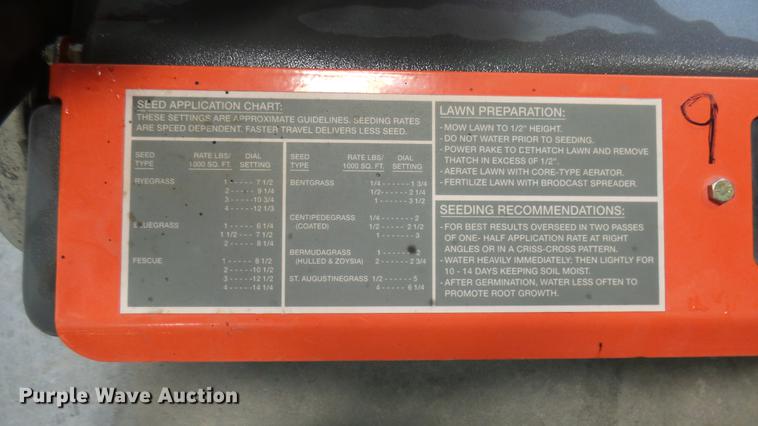 SEED APPLICATION CHART:
THESE SETTINGS ARE APPROXIMATE GUIDELINES. SEEDING RATES
ARE SPEED DEPENDENT. FASTER TRAVEL DELIVERS LESS SEED.
SEED TYPE RATE LBS/ 1000 SQ. FT. DIAL SETTING
RYEGRASS 1 - - - - - 7 1/2
2 - - - - 9 1/4
3 - - - - 10 3/4
4 - - - - 12 1/3
BLUEGRASS 1 - - - - - 6 1/4
1 1/2 - - - - 7 1/2
2 - - - - - 8 1/4
FESCUE 1 - - - - - 8 1/2
2 - - - - - 10 1/2
3 - - - - - 12 1/2
4 - - - - - 14 1/4
SEED TYPE RATE LBS/ 1000 SQ. FT. DIAL SETTING
BENTGRASS 1/4 - - - - - - 1 3/4
1/2 - - - - - - 2 1/4
1 - - - - - - 3 1/2
CENTIPEDEGRASS 1/4 - - - - - - 2
(COATED) 1/2 - - - - - - 2 1/2
1 - - - - - - 3
BERMUDAGRASS 1 - - - - - - 2
(HULLED & ZOYSIA) 2 - - - - - - 2 3/4
ST. AUGUSTINEGRASS 1/2 - - - - - - 5
4 - - - - - - 6 1/4
LAWN PREPARATION:
- MOW LAWN TO 1/2" HEIGHT.
- DO NOT WATER PRIOR TO SEEDING.
- POWER RAKE TO DETHATCH LAWN AND REMOVE
THATCH IN EXCESS 0F 1/2".
- AERATE LAWN WITH CORE-TYPE AERATOR.
- FERTILIZE LAWN WITH BRODCAST SPREADER.
SEEDING RECOMMENDATIONS:
- FOR BEST RESULTS OVERSEED IN TWO PASSES
OF ONE- HALF APPLICATION RATE AT RIGHT
ANGLES OR IN A CRISS-CROSS PATTERN.
- WATER HEAVILY IMMEDIATELY; THEN LIGHTLY FOR
10 - 14 DAYS KEEPING SOIL MOIST.
- AFTER GERMINATION, WATER LESS OFTEN TO
PROMOTE ROOT GROWTH.
9
Purple Wave Auction